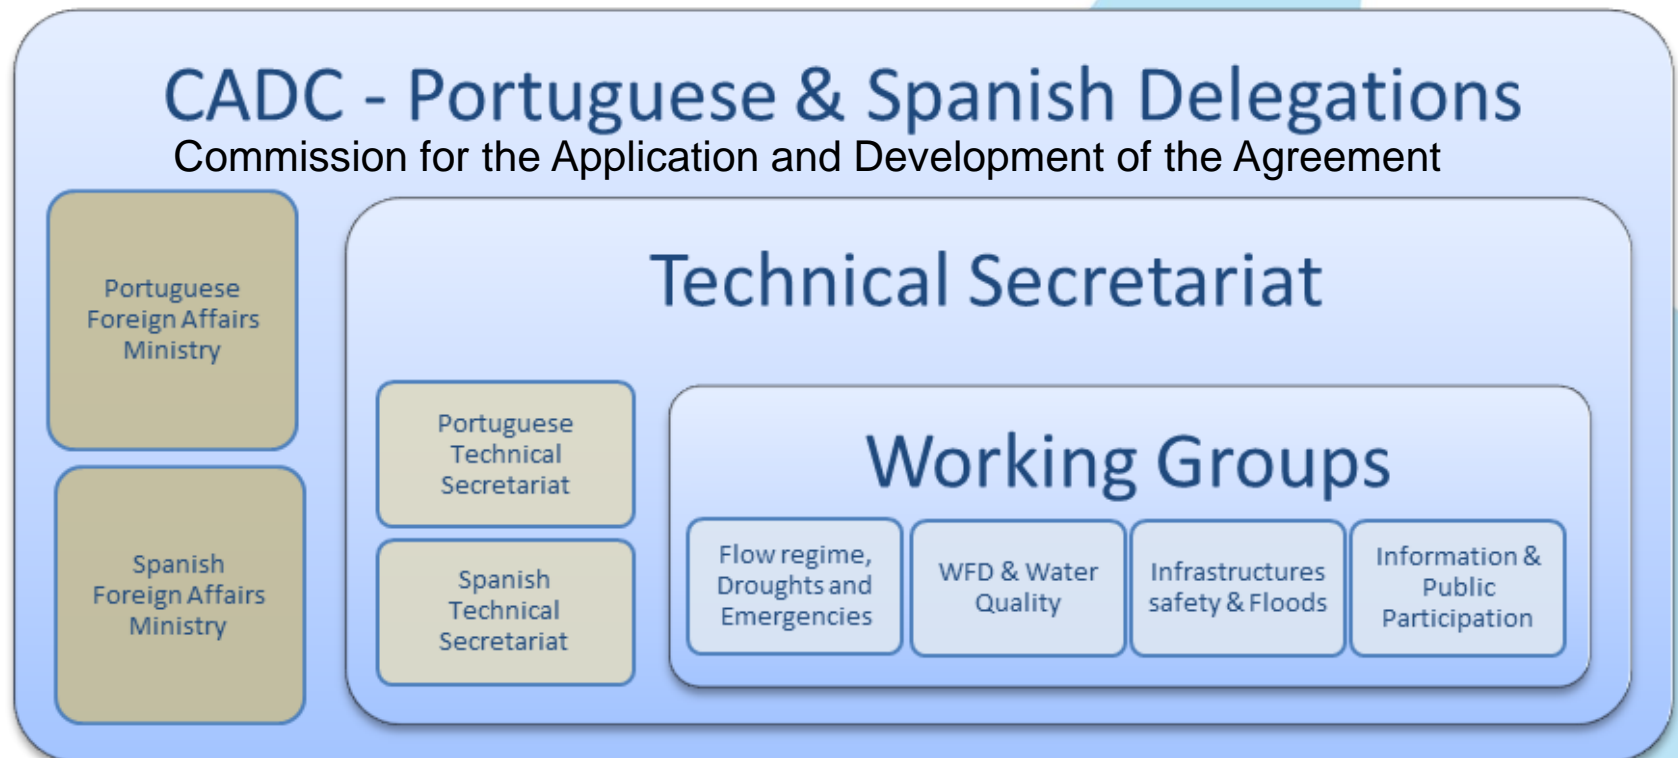 CADC - Portuguese & Spanish Delegations
Commission for the Application and Development of the Agreement
Portuguese
Foreign Affairs
Ministry
Spanish
Foreign Affairs
Ministry
Technical Secretariat
Portuguese
Technical
Secretariat
Spanish
Technical
Secretariat
Working Groups
Flow regime,
Droughts and
Emergencies
WFD & Water
Quality
Infrastructures
safety & Floods
Information &
Public
Participation